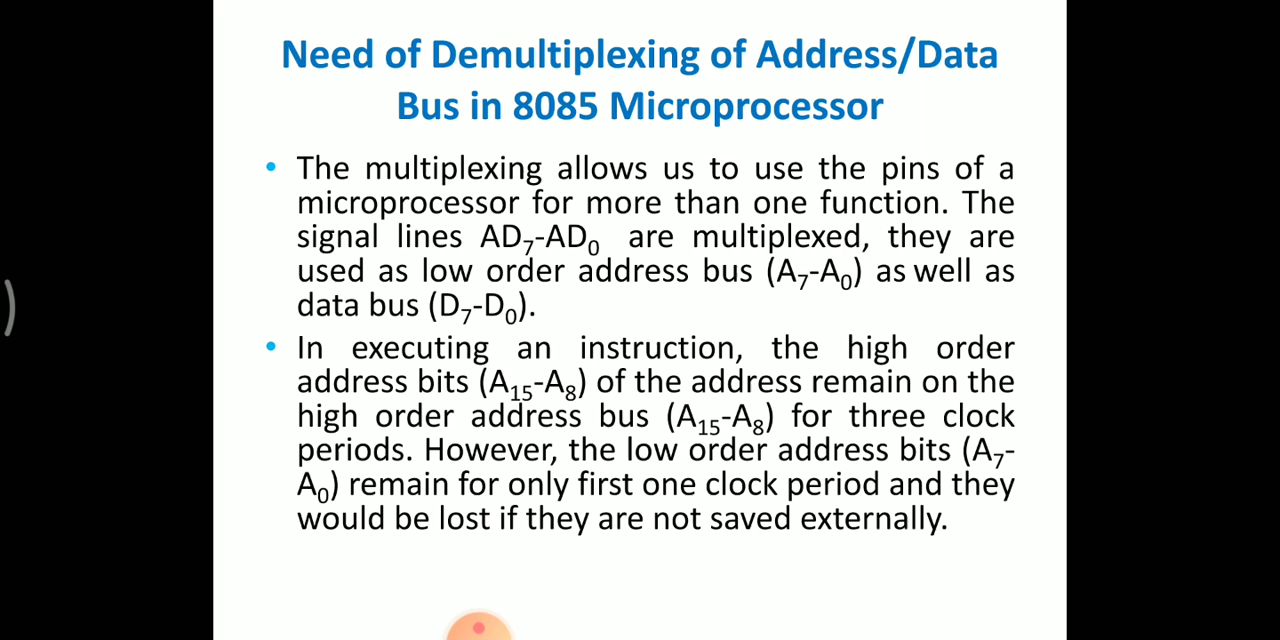 Need of Demultiplexing of Address/Data
Bus in 8085 Microprocessor
• The multiplexing allows us to use the pins of a
microprocessor for more than one function. The
signal lines AD₇-AD₀ are multiplexed, they are
used as low order address bus (A₇-A₀) as well as
data bus (D₇-D₀).
• In executing an instruction, the high order
address bits (A₁₅-A₈) of the address remain on the
high order address bus (A₁₅-A₈) for three clock
periods. However, the low order address bits (A₇-
A₀) remain for only first one clock period and they
would be lost if they are not saved externally.